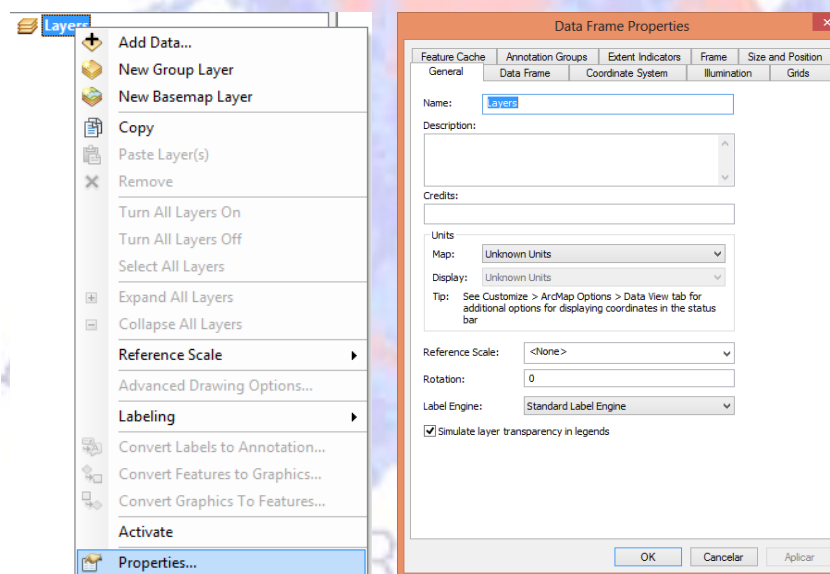 Layers
Add Data...
New Group Layer
New Basemap Layer
Copy
Paste Layer(s)
Remove
Turn All Layers On
Turn All Layers Off
Select All Layers
Expand All Layers
Collapse All Layers
Reference Scale
Advanced Drawing Options...
Labeling
Convert Labels to Annotation...
Convert Features to Graphics...
Convert Graphics To Features...
Activate
Properties...
Data Frame Properties
Feature Cache Annotation Groups Extent Indicators Frame Size and Position
General Data Frame Coordinate System Illumination Grids
Name: Layers
Description:
Credits:
Units
Map: Unknown Units
Display: Unknown Units
Tip: See Customize > ArcMap Options > Data View tab for
additional options for displaying coordinates in the status
bar
Reference Scale: <None>
Rotation: 0
Label Engine: Standard Label Engine
Simulate layer transparency in legends
OK Cancelar Aplicar